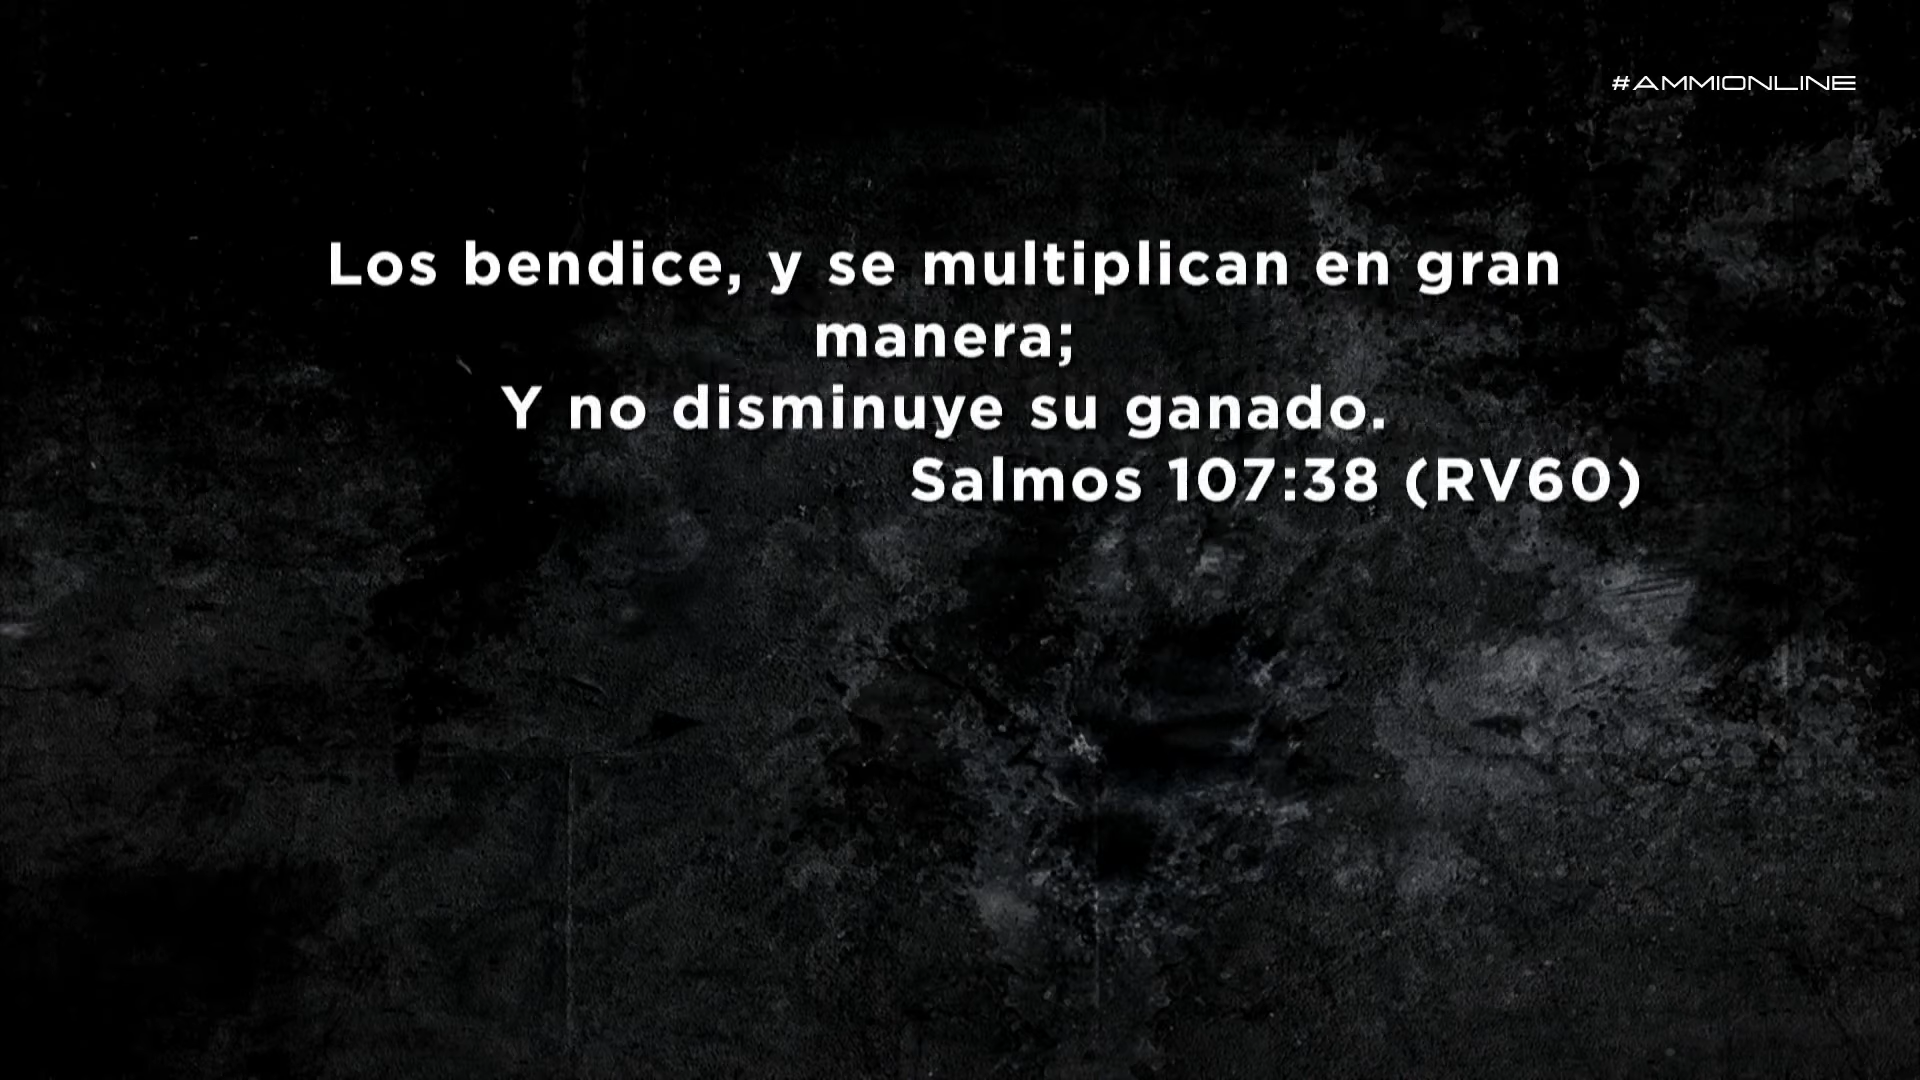 #AMMIONLINE
Los bendice, y se multiplican en gran
manera;
Y no disminuye su ganado.
Salmos 107:38 (RV60)